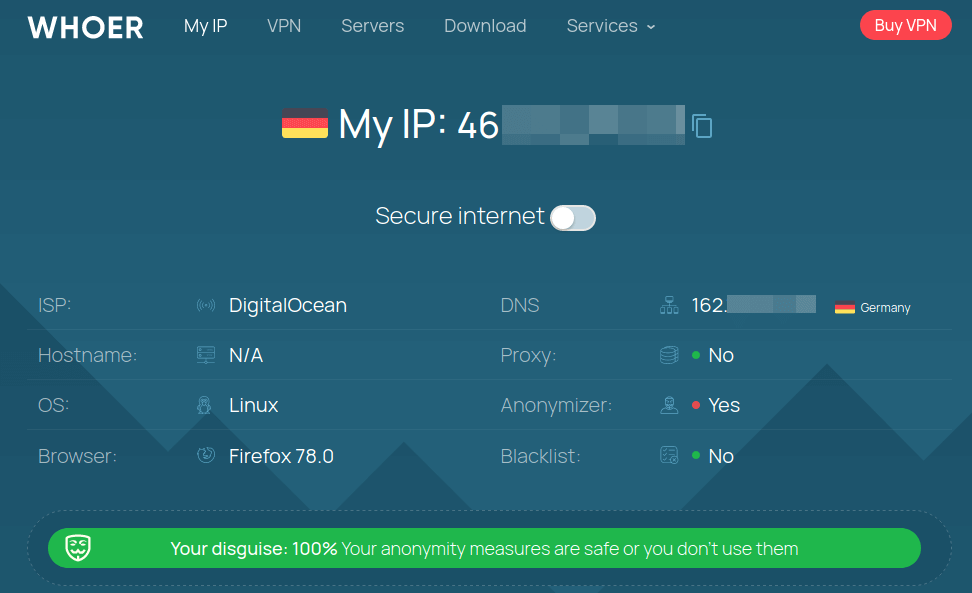 WHOER My IP VPN Servers Download Services Buy VPN
My IP: 46
Secure internet
ISP: DigitalOcean DNS 162. Germany
Hostname: N/A Proxy: No
OS: Linux Anonymizer: Yes
Browser: Firefox 78.0 Blacklist: No
Your disguise: 100% Your anonymity measures are safe or you don't use them